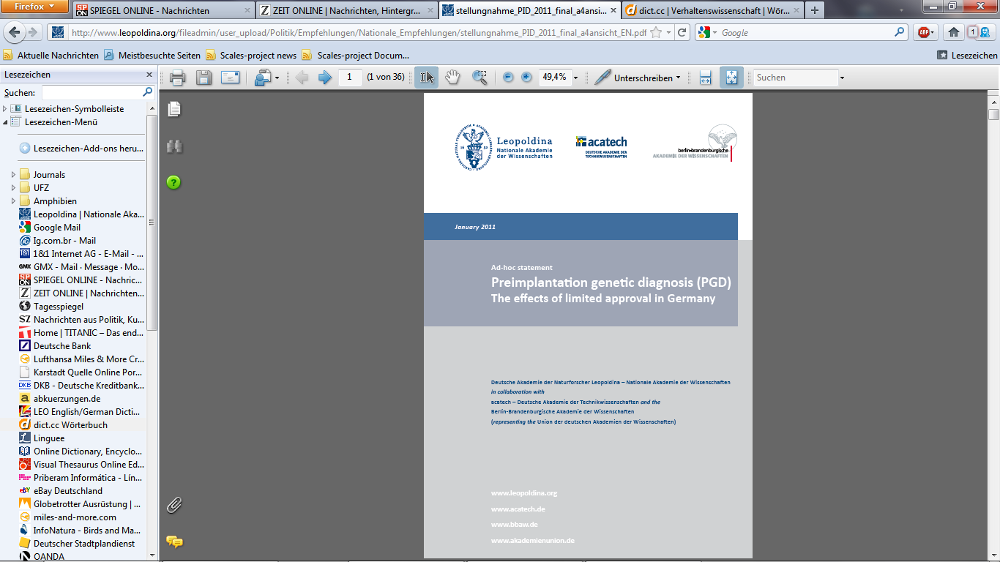 Firefox
SPIEGEL ONLINE - Nachrichten
ZEIT ONLINE | Nachrichten, Hintergr...
stellungnahme_PID_2011_final_a4ansi...
dict.cc | Verhaltenswissenschaft | Wör...
http://www.leopoldina.org/fileadmin/user_upload/Politik/Empfehlungen/Nationale_Empfehlungen/stellungnahme_PID_2011_final_a4ansicht_EN.pdf
Google
ABP
1
Aktuelle Nachrichten
Meistbesuchte Seiten
Scales-project news
Scales-project Docum...
Lesezeichen
Lesezeichen
Suchen:
Lesezeichen-Symbolleiste
Lesezeichen-Menü
Lesezeichen-Add-ons heru...
Journals
UFZ
Amphibien
Leopoldina | Nationale Aka...
Google Mail
Ig.com.br - Mail
1&1 Internet AG - E-Mail - ...
GMX - Mail · Message · Mo...
SPIEGEL ONLINE - Nachric...
ZEIT ONLINE | Nachrichten...
Tagesspiegel
Nachrichten aus Politik, Ku...
Home | TITANIC – Das end...
Deutsche Bank
Lufthansa Miles & More Cr...
Karstadt Quelle Online Por...
DKB - Deutsche Kreditbank...
abkuerzungen.de
LEO English/German Dicti...
dict.cc Wörterbuch
Linguee
Online Dictionary, Encyclo...
Visual Thesaurus Online Ed...
Priberam Informática - Lín...
eBay Deutschland
Globetrotter Ausrüstung | ...
miles-and-more.com
InfoNatura - Birds and Ma...
Deutscher Stadtplandienst
OANDA
1
(1 von 36)
49,4%
Unterschreiben
Suchen
Leopoldina
Nationale Akademie
der Wissenschaften
acatech
DEUTSCHE AKADEMIE DER
TECHNIKWISSENSCHAFTEN
berlin-brandenburgische
AKADEMIE DER WISSENSCHAFTEN
January 2011
Ad-hoc statement
Preimplantation genetic diagnosis (PGD)
The effects of limited approval in Germany
Deutsche Akademie der Naturforscher Leopoldina – Nationale Akademie der Wissenschaften
in collaboration with
acatech – Deutsche Akademie der Technikwissenschaften and the
Berlin-Brandenburgische Akademie der Wissenschaften
(representing the Union der deutschen Akademien der Wissenschaften)
www.leopoldina.org
www.acatech.de
www.bbaw.de
www.akademienunion.de